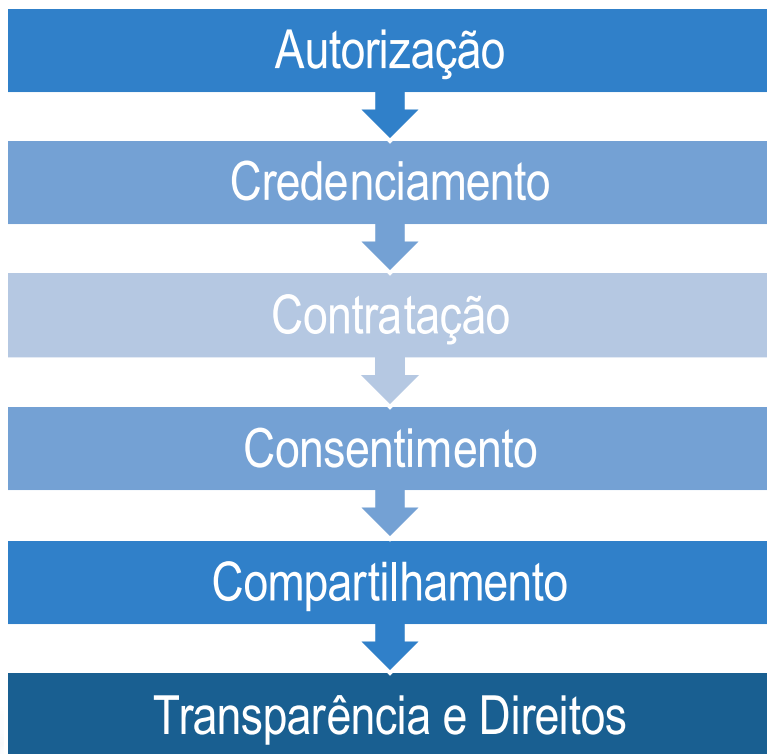 Autorização
Credenciamento
Contratação
Consentimento
Compartilhamento
Transparência e Direitos